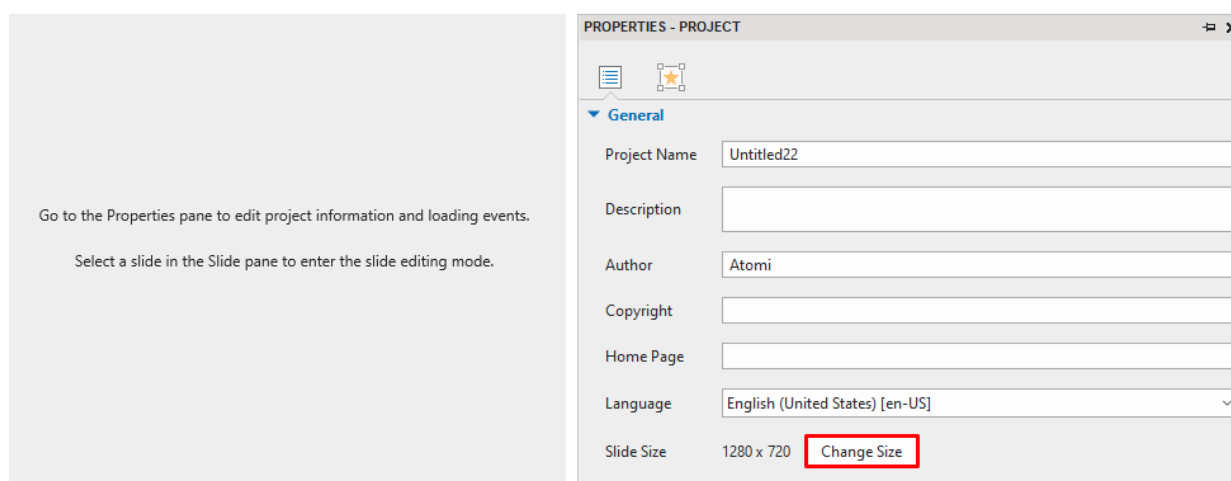 Go to the Properties pane to edit project information and loading events.
Select a slide in the Slide pane to enter the slide editing mode.
PROPERTIES - PROJECT
General
Project Name Untitled22
Description
Author Atomi
Copyright
Home Page
Language English (United States) [en-US]
Slide Size 1280 x 720 Change Size